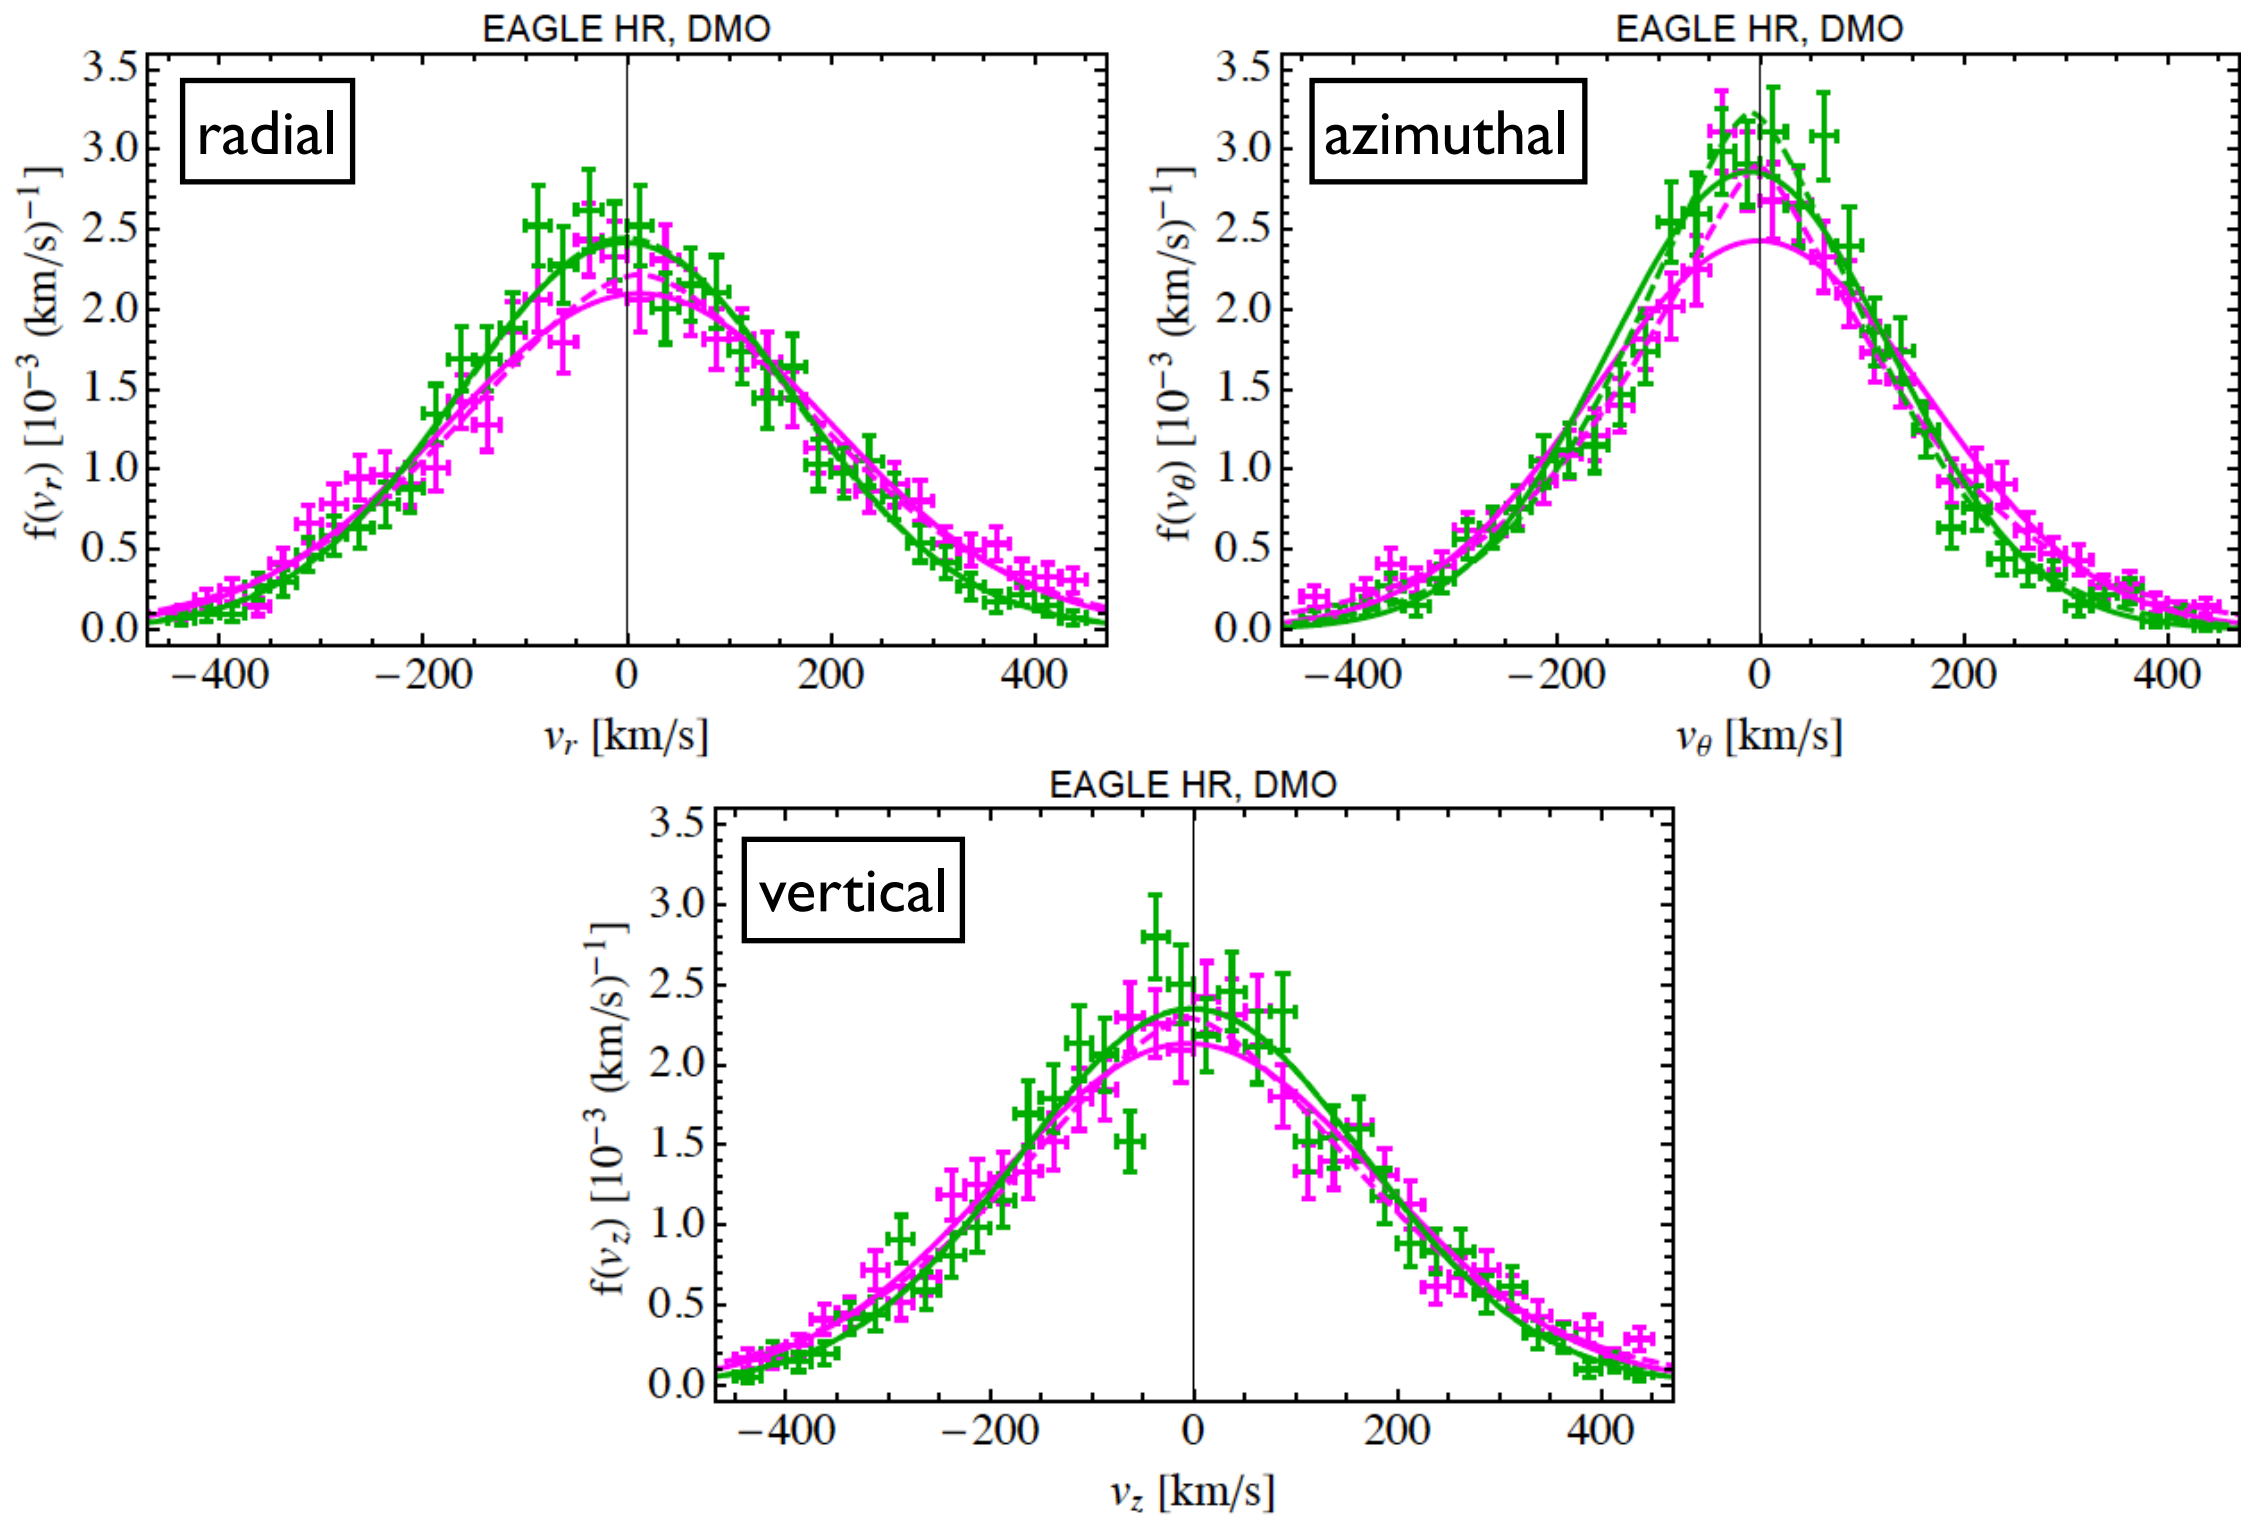 EAGLE HR, DMO
radial
3.5
3.0
2.5
2.0
1.5
1.0
0.5
0.0
f(v_r) [10^{−3} (km/s)^{−1}]
−400 −200 0 200 400
v_r [km/s]
EAGLE HR, DMO
azimuthal
3.5
3.0
2.5
2.0
1.5
1.0
0.5
0.0
f(v_θ) [10^{−3} (km/s)^{−1}]
−400 −200 0 200 400
v_θ [km/s]
EAGLE HR, DMO
vertical
3.5
3.0
2.5
2.0
1.5
1.0
0.5
0.0
f(v_z) [10^{−3} (km/s)^{−1}]
−400 −200 0 200 400
v_z [km/s]